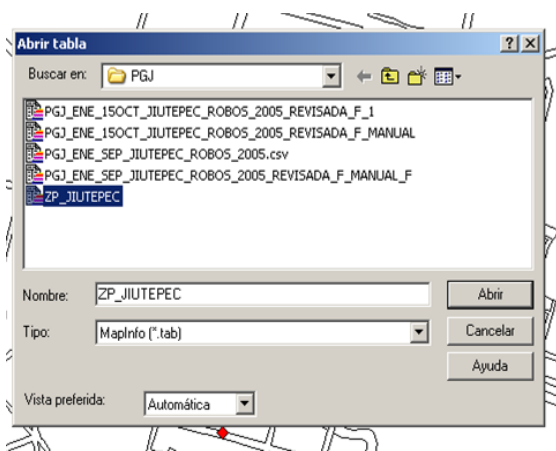 Abrir tabla
Buscar en: PGJ
PGJ_ENE_15OCT_JIUTEPEC_ROBOS_2005_REVISADA_F_1
PGJ_ENE_15OCT_JIUTEPEC_ROBOS_2005_REVISADA_F_MANUAL
PGJ_ENE_SEP_JIUTEPEC_ROBOS_2005.csv
PGJ_ENE_SEP_JIUTEPEC_ROBOS_2005_REVISADA_F_MANUAL_F
ZP_JIUTEPEC
Nombre: ZP_JIUTEPEC Abrir
Tipo: MapInfo (*.tab) Cancelar
Ayuda
Vista preferida: Automática